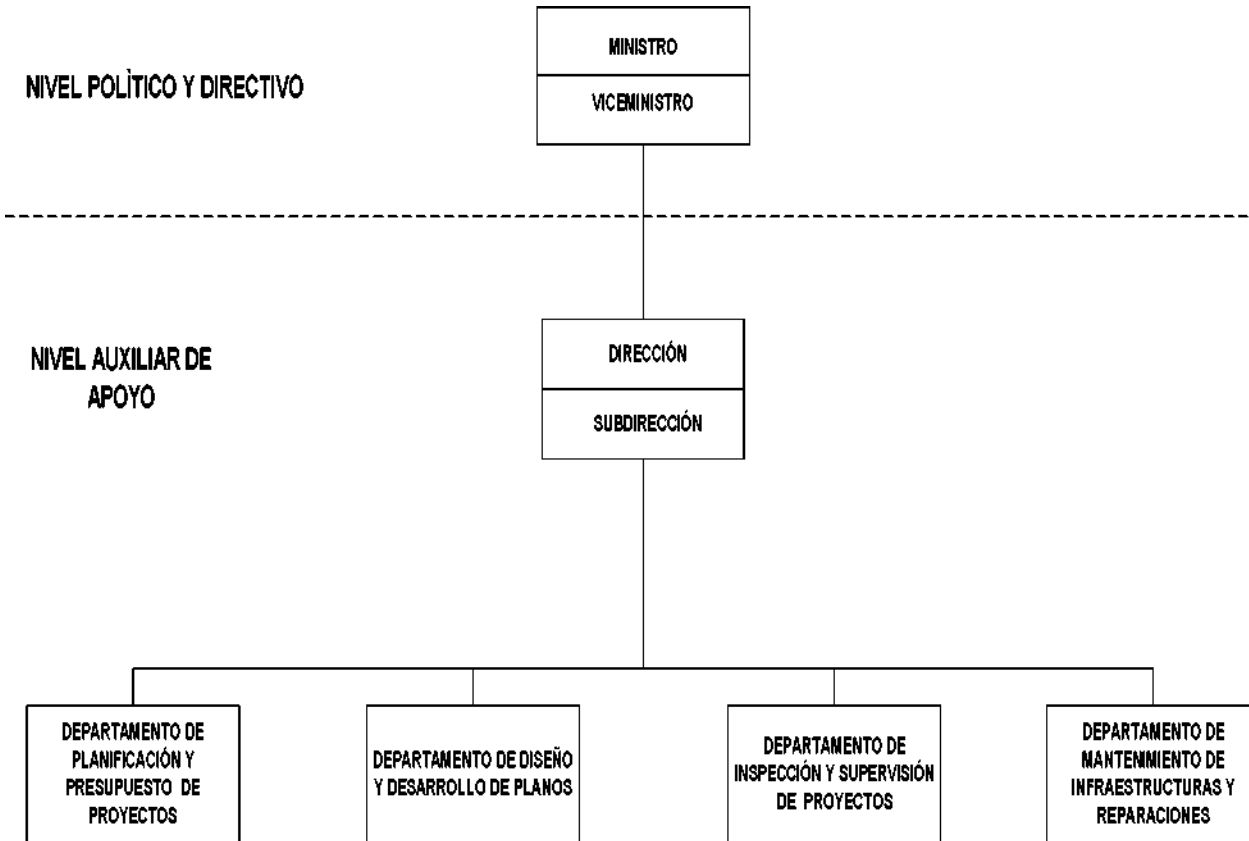 MINISTRO
VICEMINISTRO
NIVEL POLÌTICO Y DIRECTIVO
DIRECCIÓN
SUBDIRECCIÓN
NIVEL AUXILIAR DE
APOYO
DEPARTAMENTO DE
PLANIFICACIÓN Y
PRESUPUESTO DE
PROYECTOS
DEPARTAMENTO DE DISEÑO
Y DESARROLLO DE PLANOS
DEPARTAMENTO DE
INSPECCIÓN Y SUPERVISIÓN
DE PROYECTOS
DEPARTAMENTO DE
MANTENIMIENTO DE
INFRAESTRUCTURAS Y
REPARACIONES